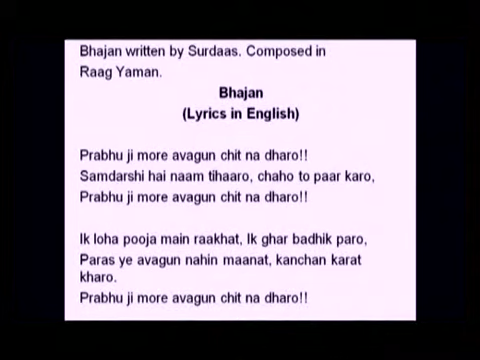 Bhajan written by Surdaas. Composed in
Raag Yaman.
Bhajan
(Lyrics in English)
Prabhu ji more avagun chit na dharo!!
Samdarshi hai naam tihaaro, chaho to paar karo,
Prabhu ji more avagun chit na dharo!!
Ik loha pooja main raakhat, Ik ghar badhik paro,
Paras ye avagun nahin maanat, kanchan karat
kharo.
Prabhu ji more avagun chit na dharo!!